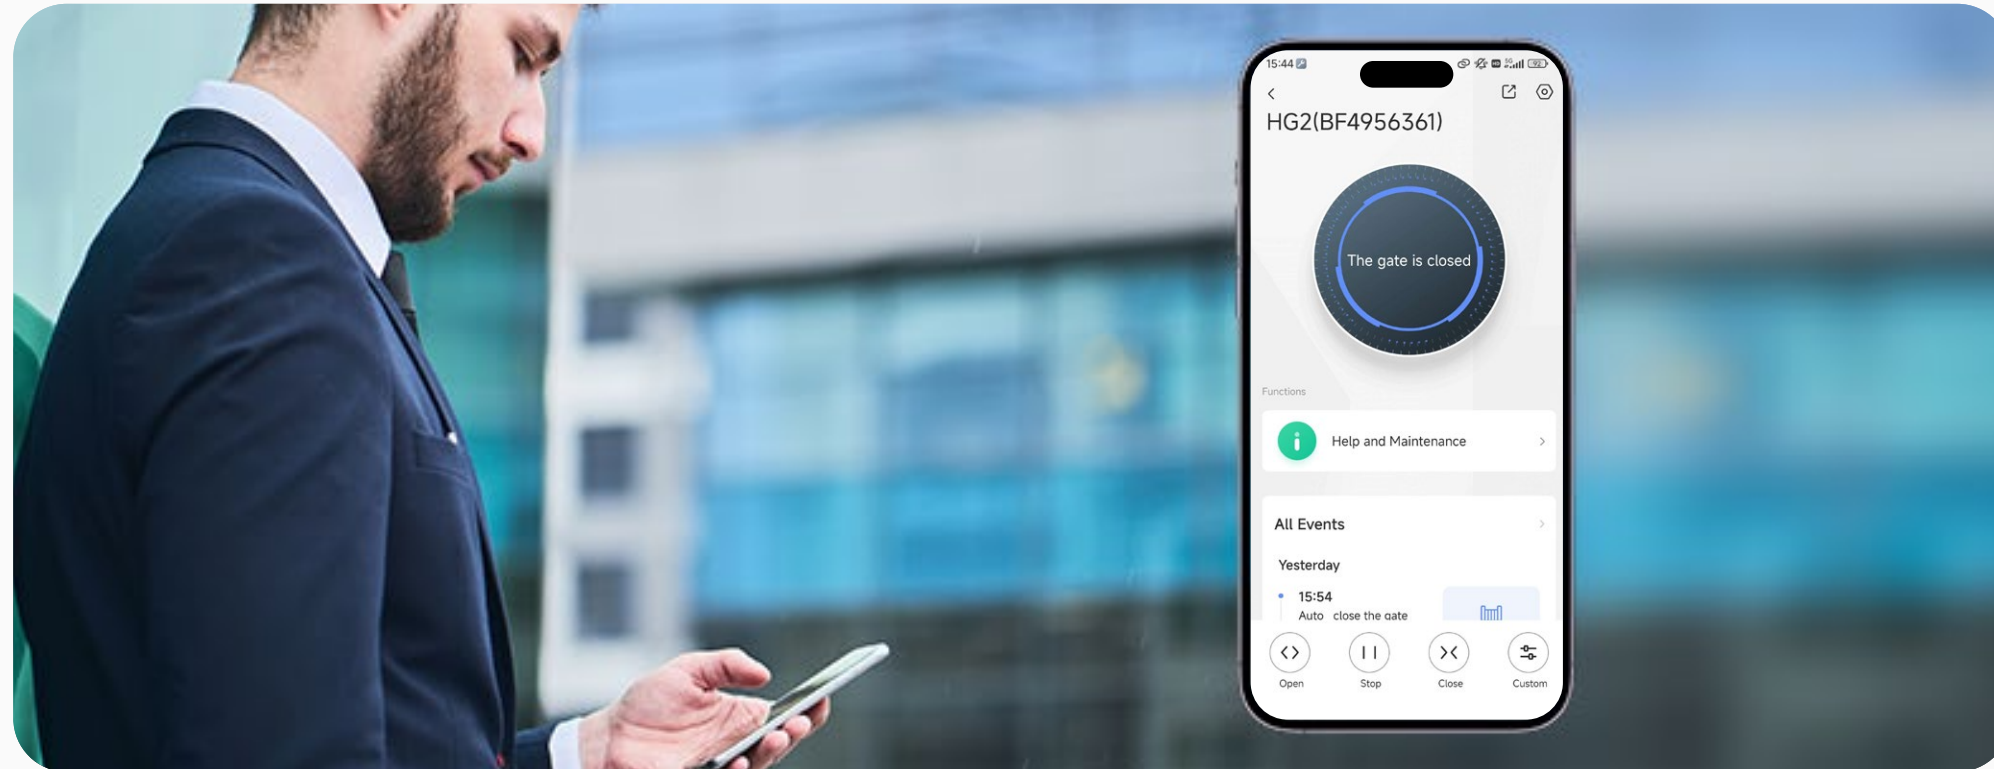 15:44
92
HG2(BF4956361)
The gate is closed
Functions
Help and Maintenance
All Events
Yesterday
15:54
Auto close the gate
Open
Stop
Close
Custom